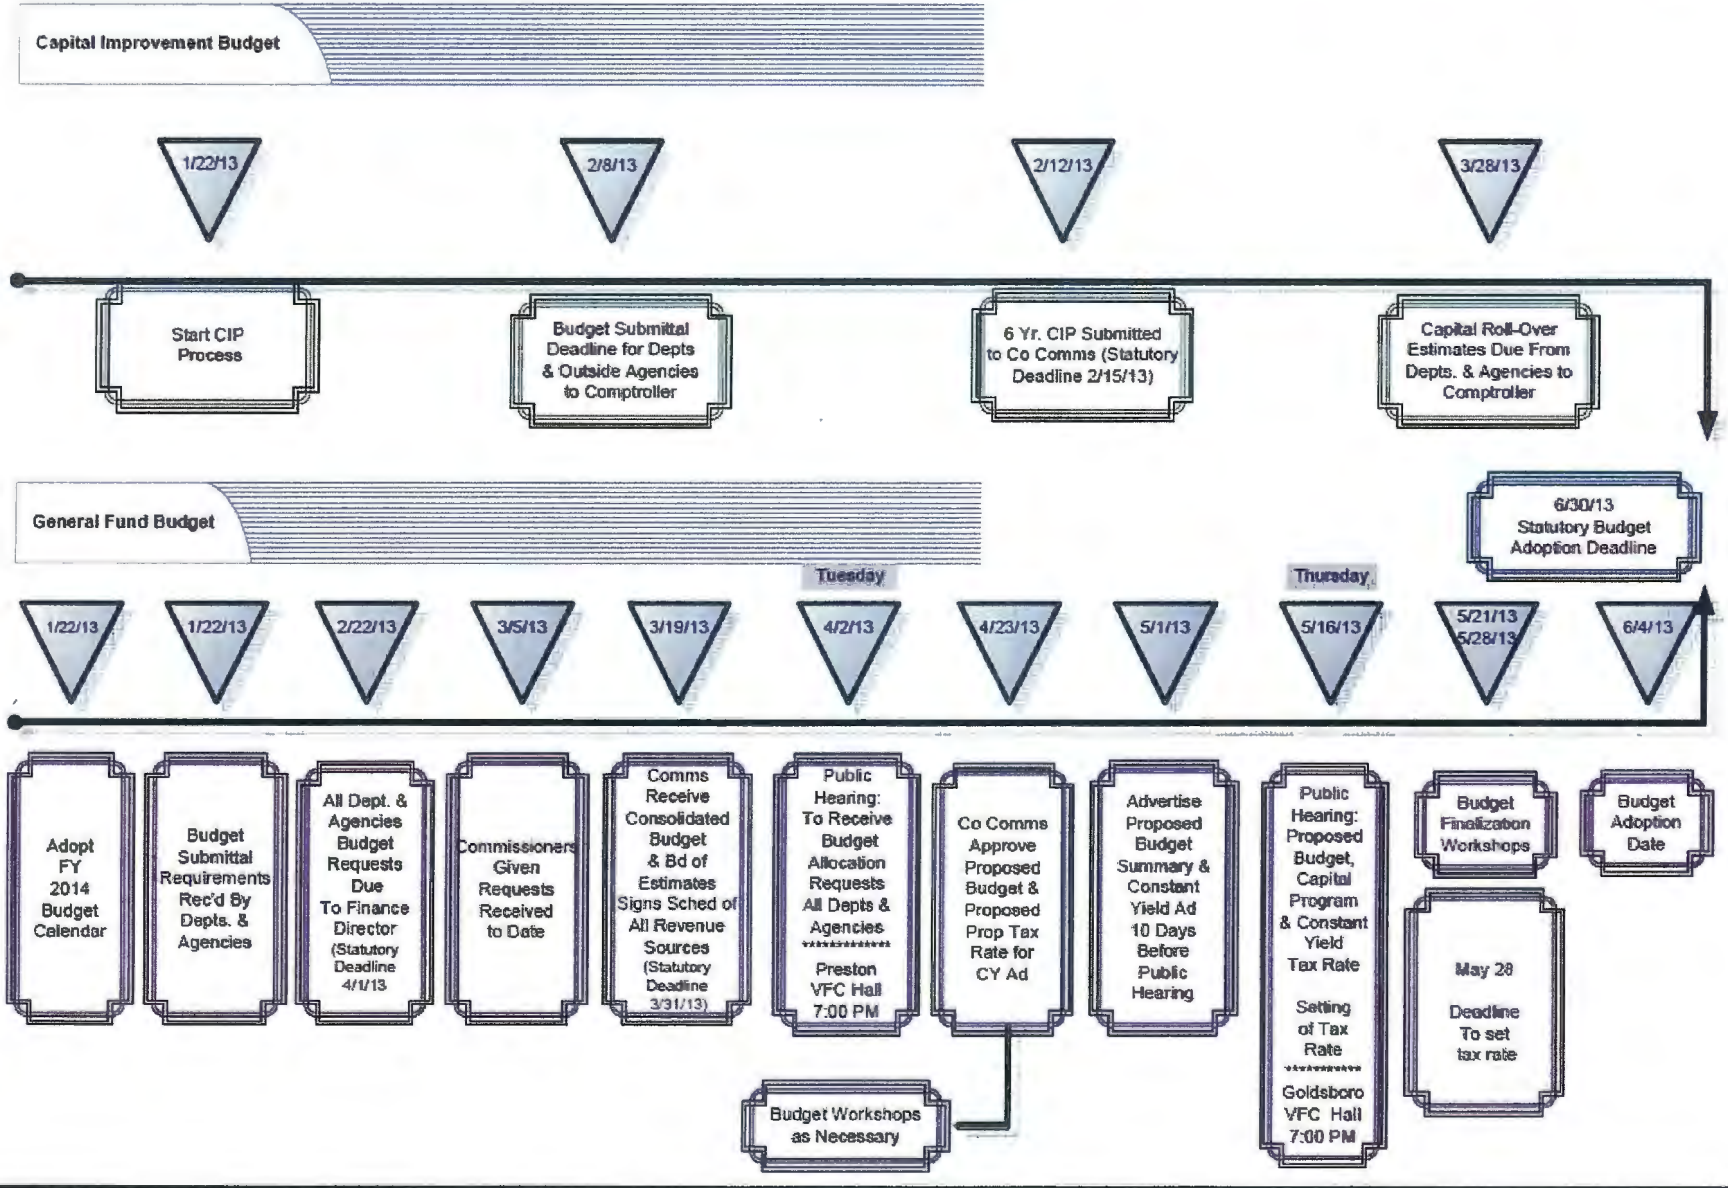 Capital Improvement Budget
1/22/13
2/8/13
2/12/13
3/28/13
Start CIP
Process
Budget Submittal
Deadline for Depts
& Outside Agencies
to Comptroller
6 Yr. CIP Submitted
to Co Comms (Statutory
Deadline 2/15/13)
Capital Roll-Over
Estimates Due From
Depts. & Agencies to
Comptroller
General Fund Budget
6/30/13
Statutory Budget
Adoption Deadline
Tuesday
Thursday
1/22/13
1/22/13
2/22/13
3/5/13
3/19/13
4/2/13
4/23/13
5/1/13
5/16/13
5/21/13
5/28/13
6/4/13
Adopt
FY
2014
Budget
Calendar
Budget
Submittal
Requirements
Rec'd By
Depts. &
Agencies
All Dept. &
Agencies
Budget
Requests
Due
To Finance
Director
(Statutory
Deadline
4/1/13
Commissioners
Given
Requests
Received
to Date
Comms
Receive
Consolidated
Budget
& Bd of
Estimates
Signs Sched of
All Revenue
Sources
(Statutory
Deadline
3/31/13)
Public
Hearing:
To Receive
Budget
Allocation
Requests
All Depts &
Agencies
*************
Preston
VFC Hall
7:00 PM
Co Comms
Approve
Proposed
Budget &
Proposed
Prop Tax
Rate for
CY Ad
Advertise
Proposed
Budget
Summary &
Constant
Yield Ad
10 Days
Before
Public
Hearing
Public
Hearing:
Proposed
Budget,
Capital
Program
& Constant
Yield
Tax Rate
Setting
of Tax
Rate
***********
Goldsboro
VFC Hall
7:00 PM
Budget
Finalization
Workshops
May 28
Deadline
To set
tax rate
Budget
Adoption
Date
Budget Workshops
as Necessary